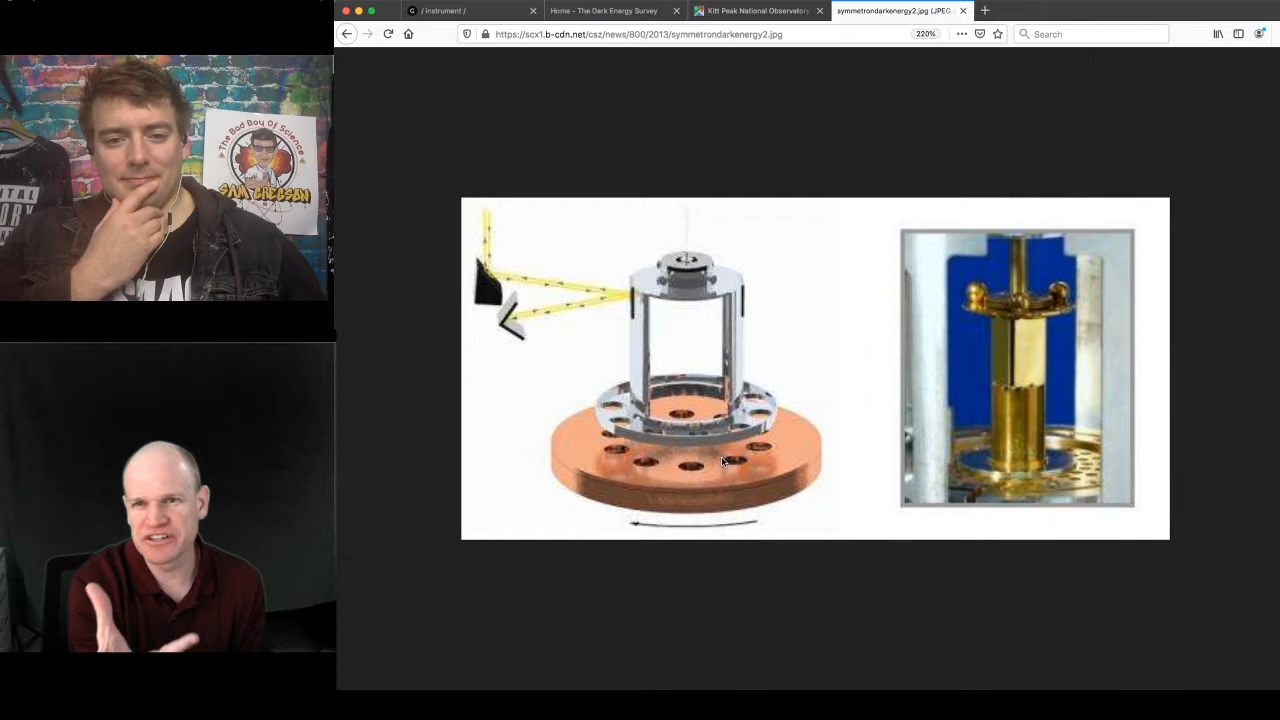 / instrument /
Home - The Dark Energy Survey
Kitt Peak National Observatory
symmetrondarkenergy2.jpg (JPEG
https://scx1.b-cdn.net/csz/news/800/2013/symmetrondarkenergy2.jpg
220%
Search
The Bad Boy Of Science
SAM GREGSON